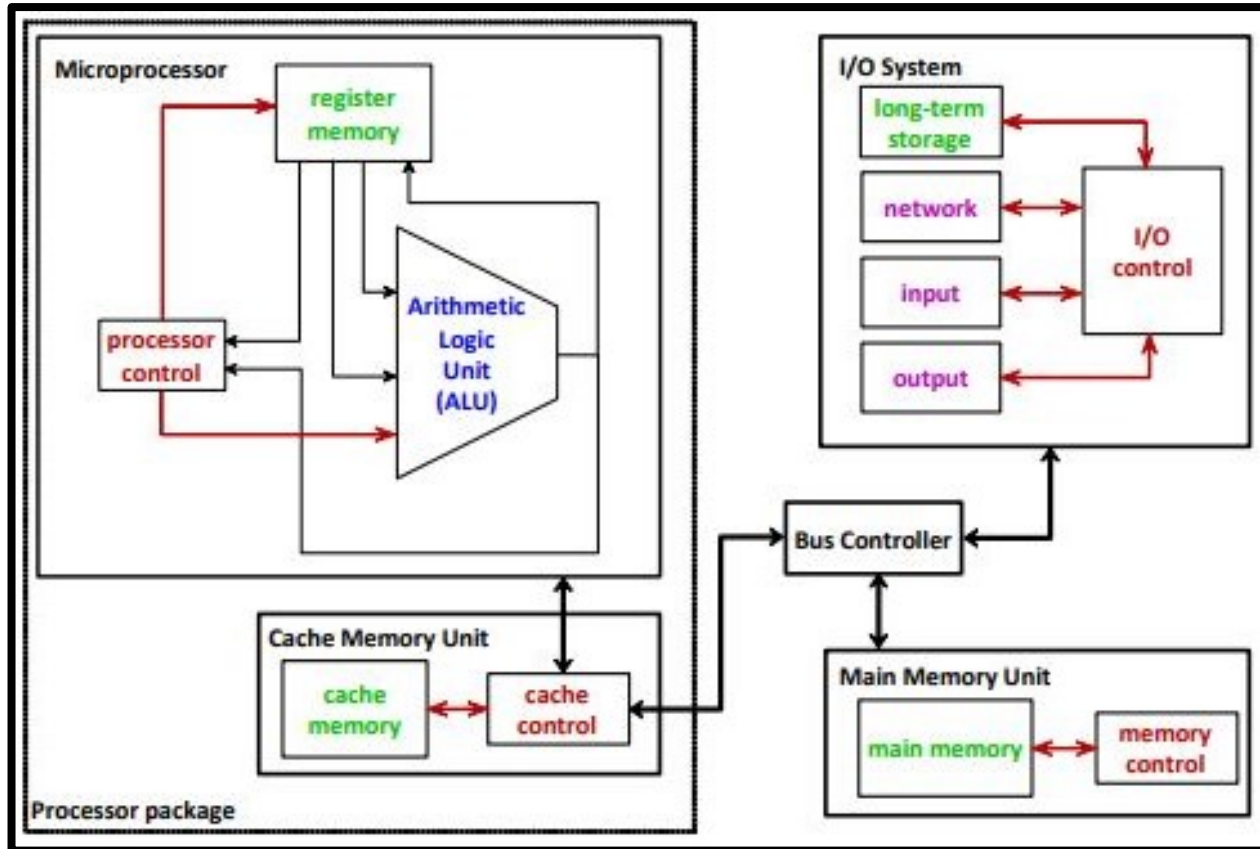 Microprocessor
register
memory
Arithmetic
Logic
Unit
(ALU)
processor
control
Cache Memory Unit
cache
memory
cache
control
Processor package
I/O System
long-term
storage
network
input
output
I/O
control
Bus Controller
Main Memory Unit
main memory
memory
control